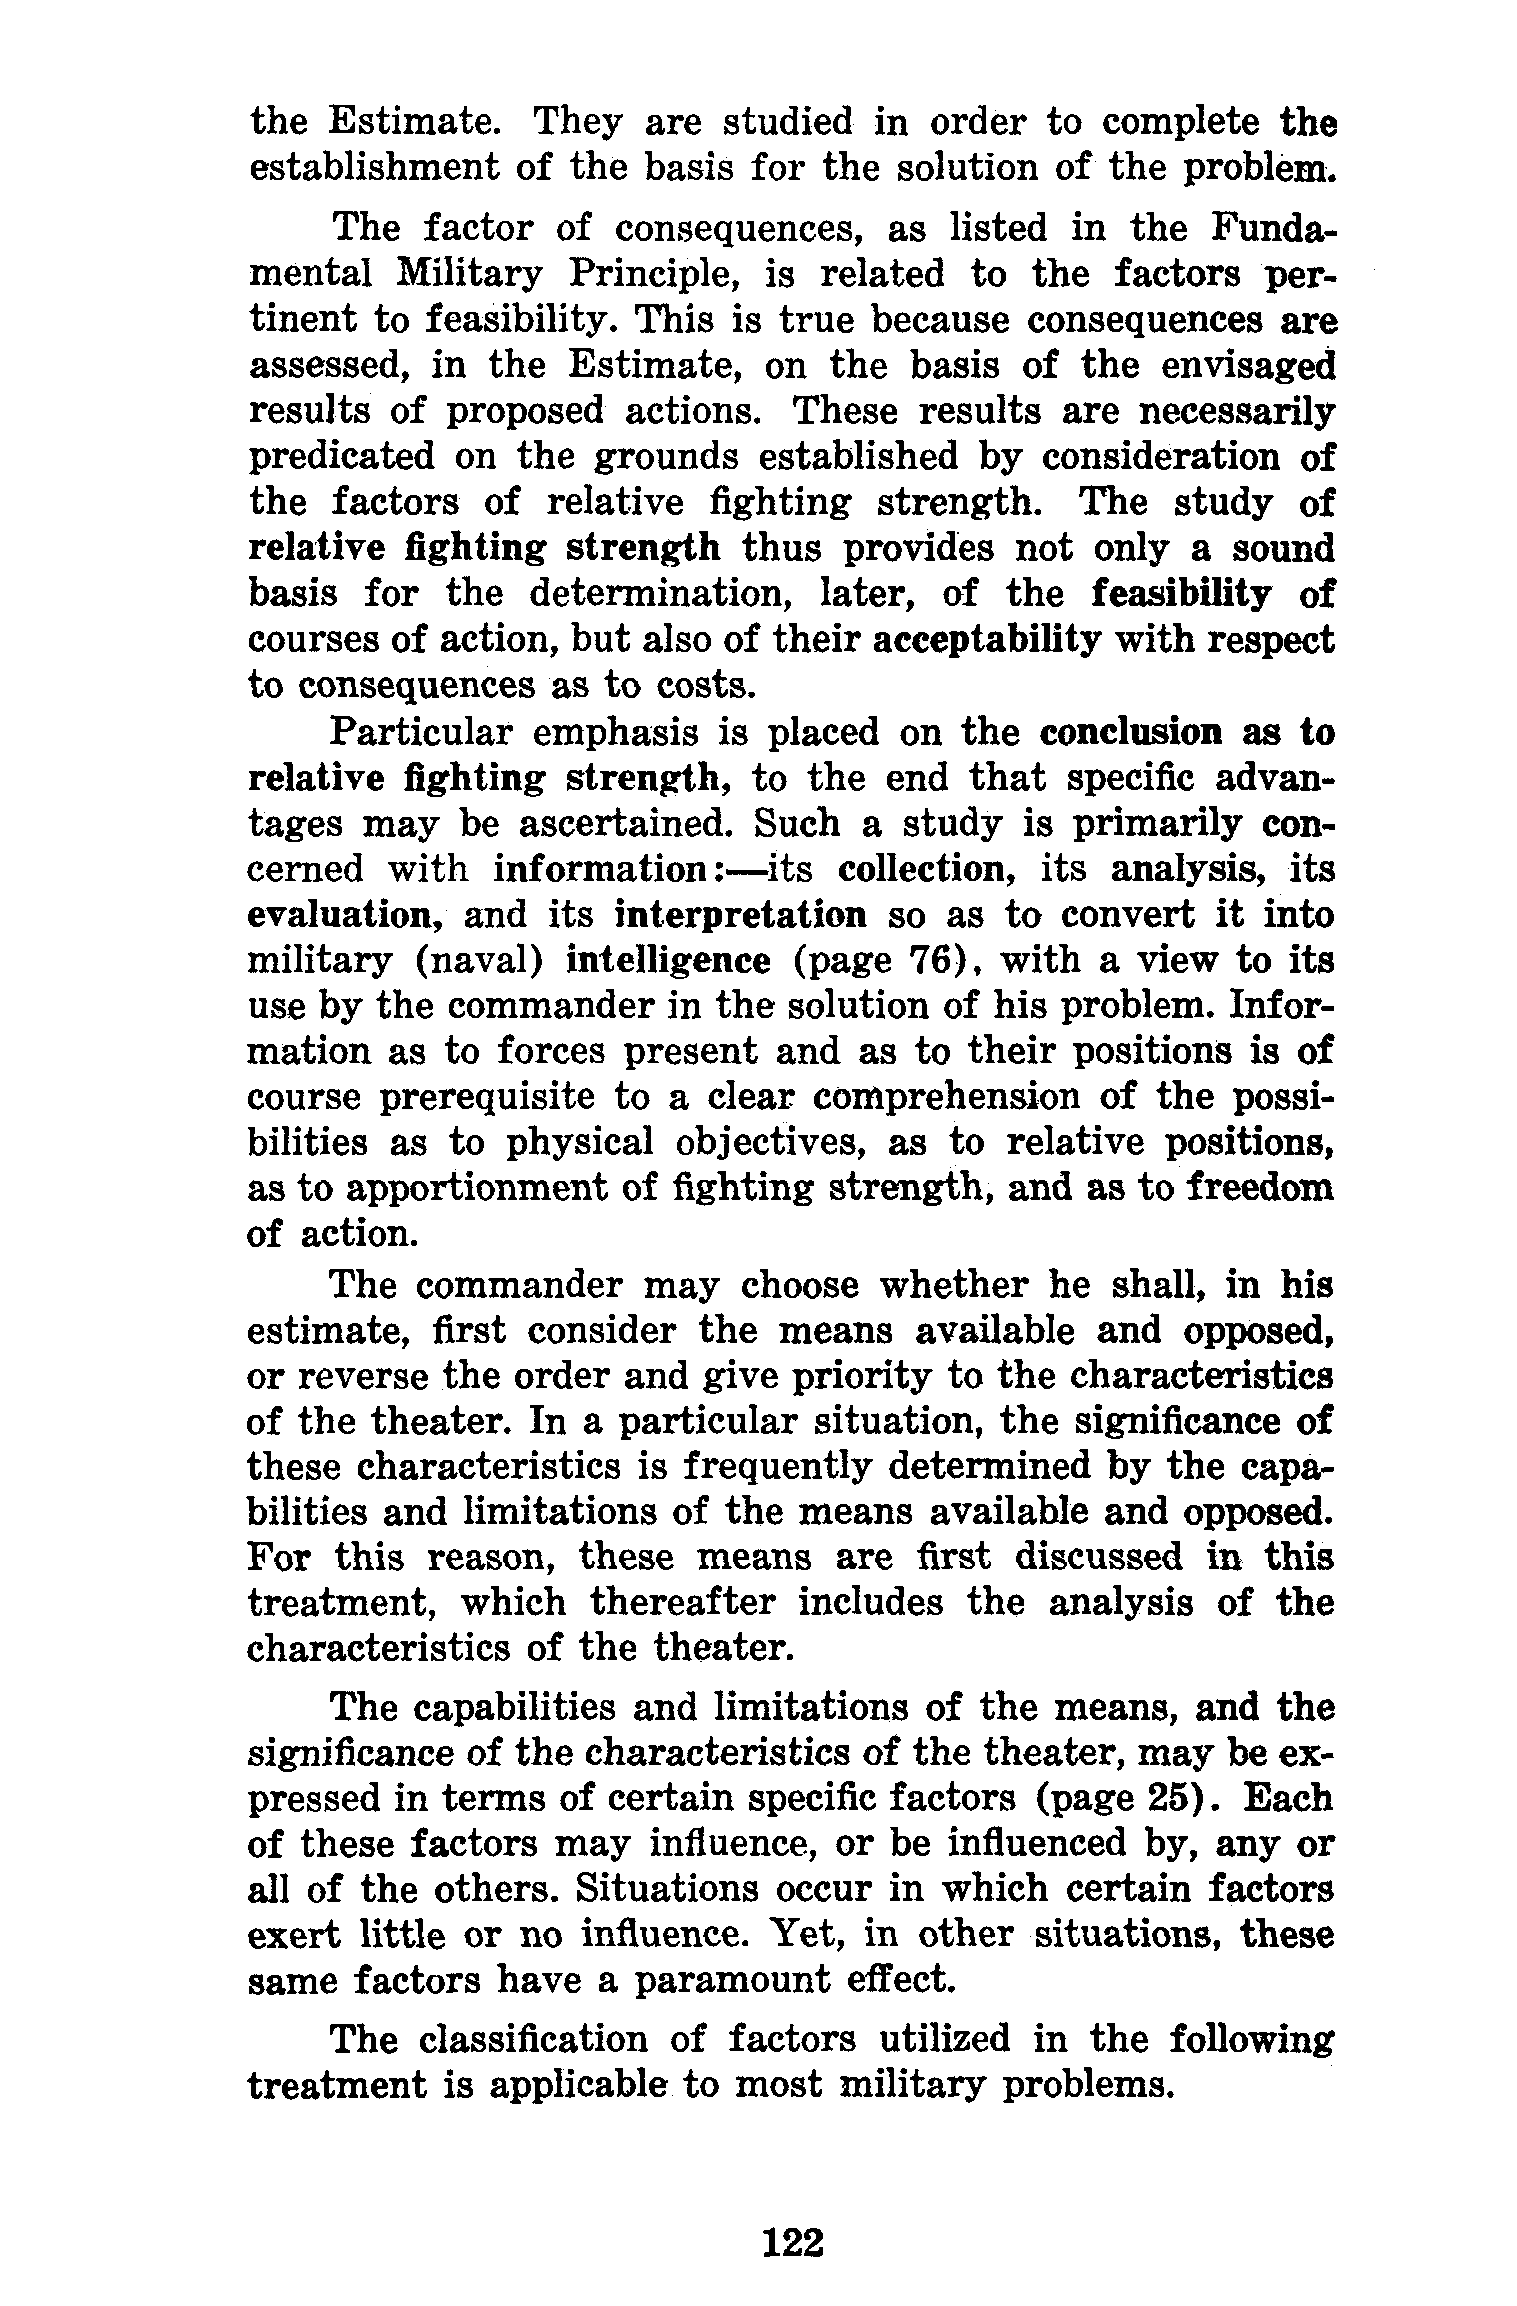 the Estimate. They are studied in order to complete the
establishment of the basis for the solution of the problem.
The factor of consequences, as listed in the Funda-
mental Military Principle, is related to the factors per-
tinent to feasibility. This is true because consequences are
assessed, in the Estimate, on the basis of the envisaged
results of proposed actions. These results are necessarily
predicated on the grounds established by consideration of
the factors of relative fighting strength. The study of
relative fighting strength thus provides not only a sound
basis for the determination, later, of the feasibility of
courses of action, but also of their acceptability with respect
to consequences as to costs.
Particular emphasis is placed on the conclusion as to
relative fighting strength, to the end that specific advan-
tages may be ascertained. Such a study is primarily con-
cerned with information:—its collection, its analysis, its
evaluation, and its interpretation so as to convert it into
military (naval) intelligence (page 76), with a view to its
use by the commander in the solution of his problem. Infor-
mation as to forces present and as to their positions is of
course prerequisite to a clear comprehension of the possi-
bilities as to physical objectives, as to relative positions,
as to apportionment of fighting strength, and as to freedom
of action.
The commander may choose whether he shall, in his
estimate, first consider the means available and opposed,
or reverse the order and give priority to the characteristics
of the theater. In a particular situation, the significance of
these characteristics is frequently determined by the capa-
bilities and limitations of the means available and opposed.
For this reason, these means are first discussed in this
treatment, which thereafter includes the analysis of the
characteristics of the theater.
The capabilities and limitations of the means, and the
significance of the characteristics of the theater, may be ex-
pressed in terms of certain specific factors (page 25). Each
of these factors may influence, or be influenced by, any or
all of the others. Situations occur in which certain factors
exert little or no influence. Yet, in other situations, these
same factors have a paramount effect.
The classification of factors utilized in the following
treatment is applicable to most military problems.
122